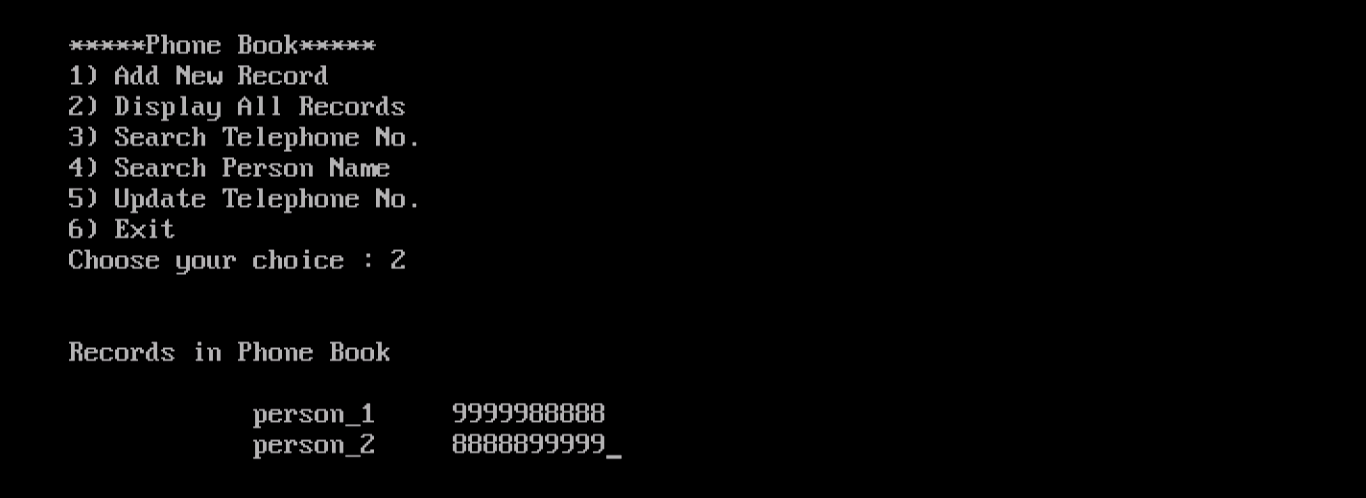 *****Phone Book*****
1) Add New Record
2) Display All Records
3) Search Telephone No.
4) Search Person Name
5) Update Telephone No.
6) Exit
Choose your choice : 2
Records in Phone Book
person_1 9999988888
person_2 8888899999_